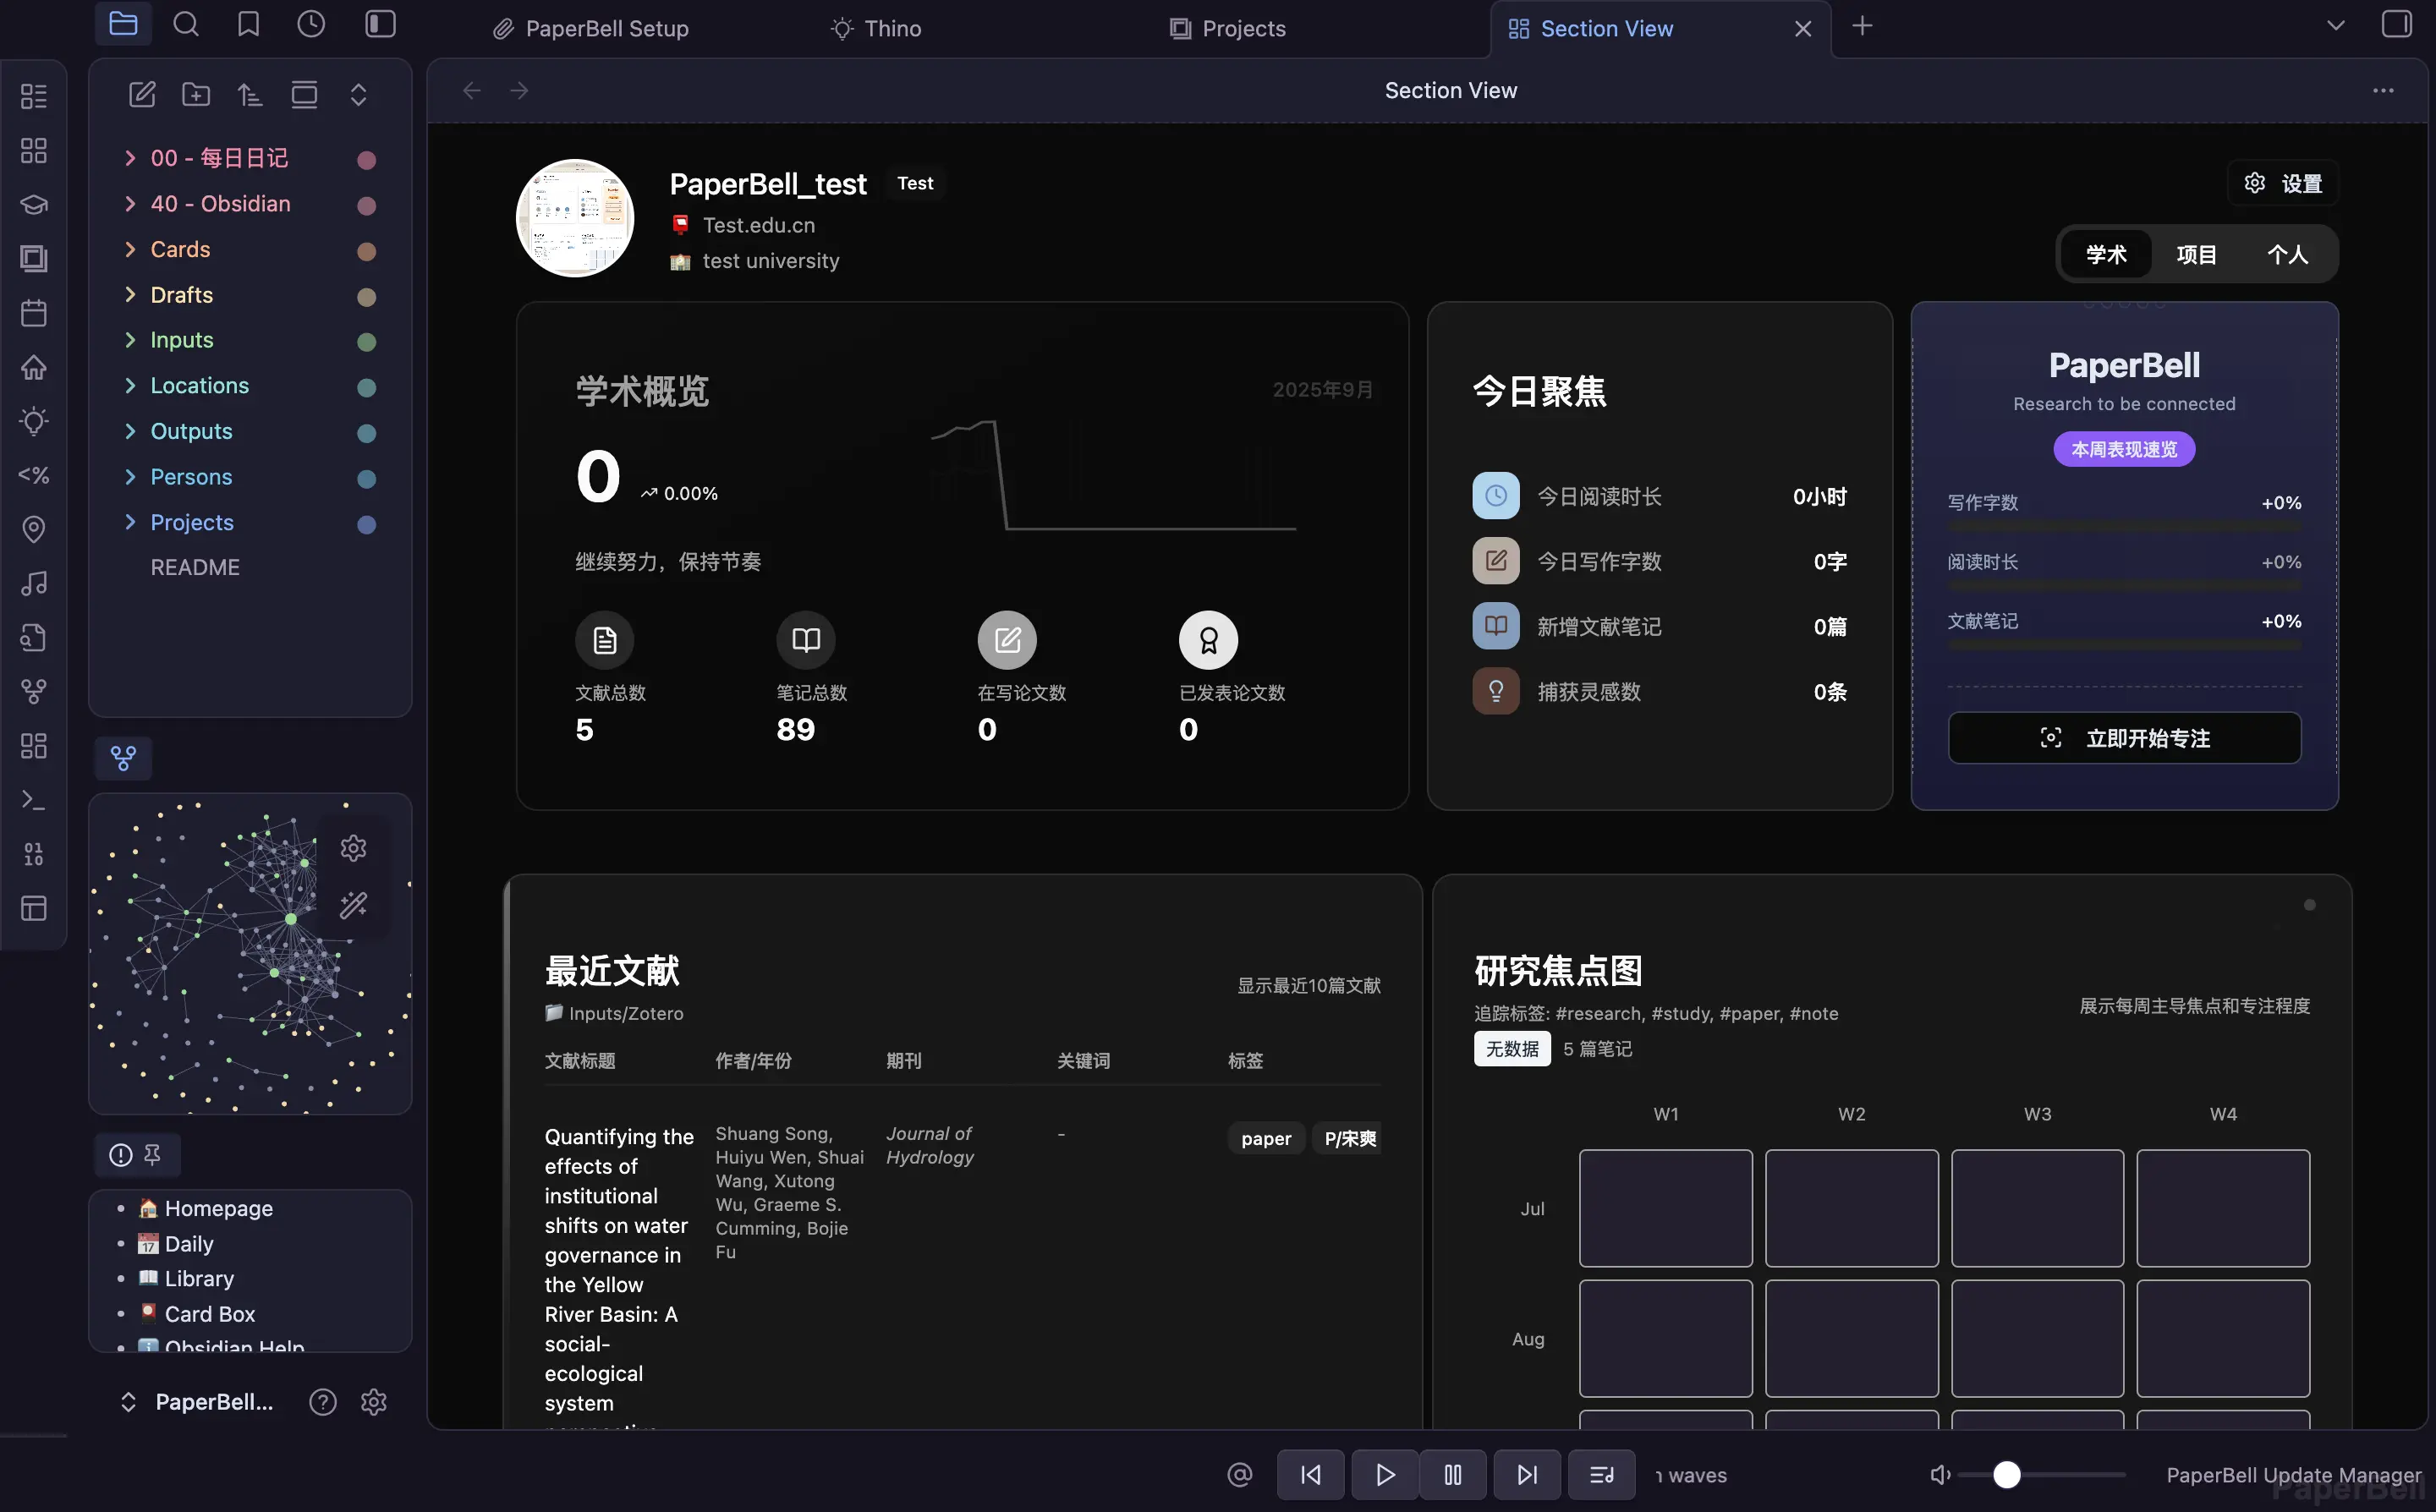 PaperBell Setup
Thino
Projects
Section View
Section View
00 - 每日日记
40 - Obsidian
Cards
Drafts
Inputs
Locations
Outputs
Persons
Projects
README
Homepage
Daily
Library
Card Box
Obsidian Help
PaperBell...
PaperBell_test
Test
Test.edu.cn
test university
设置
学术
项目
个人
学术概览
2025年9月
0
0.00%
继续努力，保持节奏
文献总数
5
笔记总数
89
在写论文数
0
已发表论文数
0
今日聚焦
今日阅读时长
0小时
今日写作字数
0字
新增文献笔记
0篇
捕获灵感数
0条
PaperBell
Research to be connected
本周表现速览
写作字数
+0%
阅读时长
+0%
文献笔记
+0%
立即开始专注
最近文献
Inputs/Zotero
显示最近10篇文献
文献标题
作者/年份
期刊
关键词
标签
Quantifying the
effects of
institutional
shifts on water
governance in
the Yellow
River Basin: A
social-
ecological
system
perspective
Shuang Song,
Huiyu Wen, Shuai
Wang, Xutong
Wu, Graeme S.
Cumming, Bojie
Fu
Journal of
Hydrology
-
paper
P/宋爽
研究焦点图
追踪标签: #research, #study, #paper, #note
展示每周主导焦点和专注程度
无数据
5 篇笔记
W1
W2
W3
W4
Jul
Aug
waves
PaperBell Update Manager
PaperBell